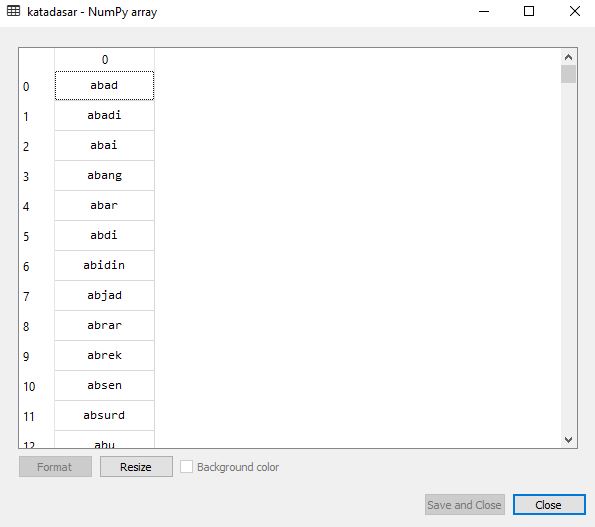 katadasar - NumPy array
0
0 abad
1 abadi
2 abai
3 abang
4 abar
5 abdi
6 abidin
7 abjad
8 abrar
9 abrek
10 absen
11 absurd
12 abu
Format Resize Background color
Save and Close Close